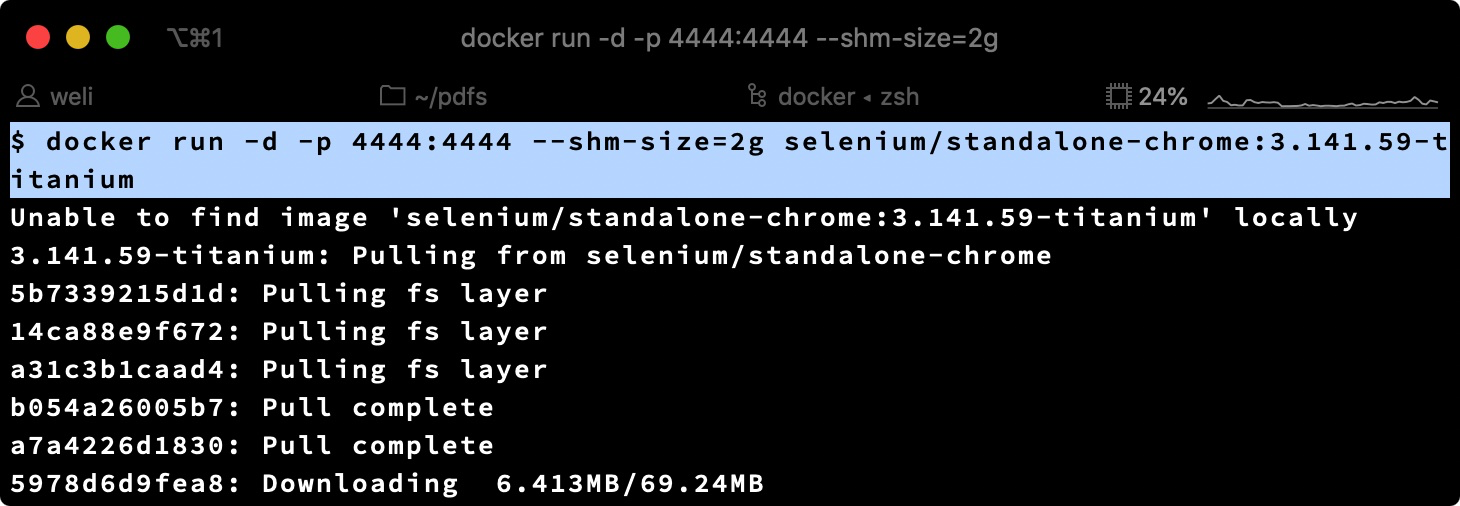 ⌥⌘1 docker run -d -p 4444:4444 --shm-size=2g
weli ~/pdfs docker ◂ zsh 24%
$ docker run -d -p 4444:4444 --shm-size=2g selenium/standalone-chrome:3.141.59-t
itanium
Unable to find image 'selenium/standalone-chrome:3.141.59-titanium' locally
3.141.59-titanium: Pulling from selenium/standalone-chrome
5b7339215d1d: Pulling fs layer
14ca88e9f672: Pulling fs layer
a31c3b1caad4: Pulling fs layer
b054a26005b7: Pull complete
a7a4226d1830: Pull complete
5978d6d9fea8: Downloading  6.413MB/69.24MB